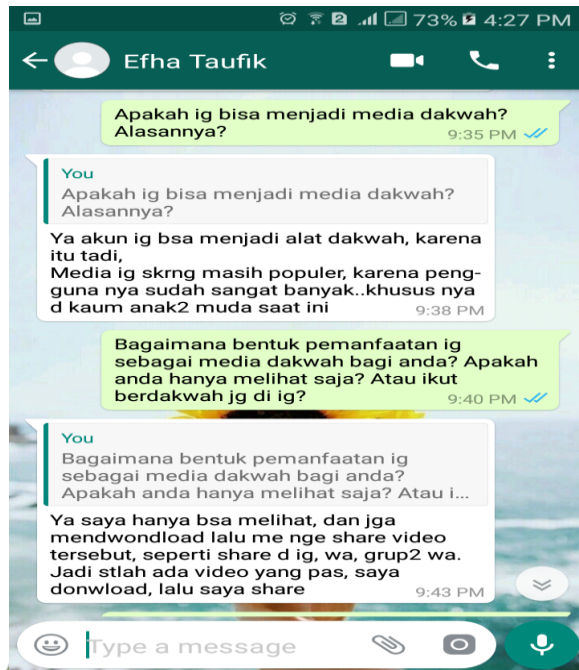 73% 4:27 PM
Efha Taufik
Apakah ig bisa menjadi media dakwah?
Alasannya?
9:35 PM
You
Apakah ig bisa menjadi media dakwah?
Alasannya?
Ya akun ig bsa menjadi alat dakwah, karena
itu tadi,
Media ig skrng masih populer, karena peng-
guna nya sudah sangat banyak..khusus nya
d kaum anak2 muda saat ini
9:38 PM
Bagaimana bentuk pemanfaatan ig
sebagai media dakwah bagi anda? Apakah
anda hanya melihat saja? Atau ikut
berdakwah jg di ig?
9:40 PM
You
Bagaimana bentuk pemanfaatan ig
sebagai media dakwah bagi anda?
Apakah anda hanya melihat saja? Atau i...
Ya saya hanya bsa melihat, dan jga
mendwondload lalu me nge share video
tersebut, seperti share d ig, wa, grup2 wa.
Jadi stlah ada video yang pas, saya
donwload, lalu saya share
9:43 PM
Type a message